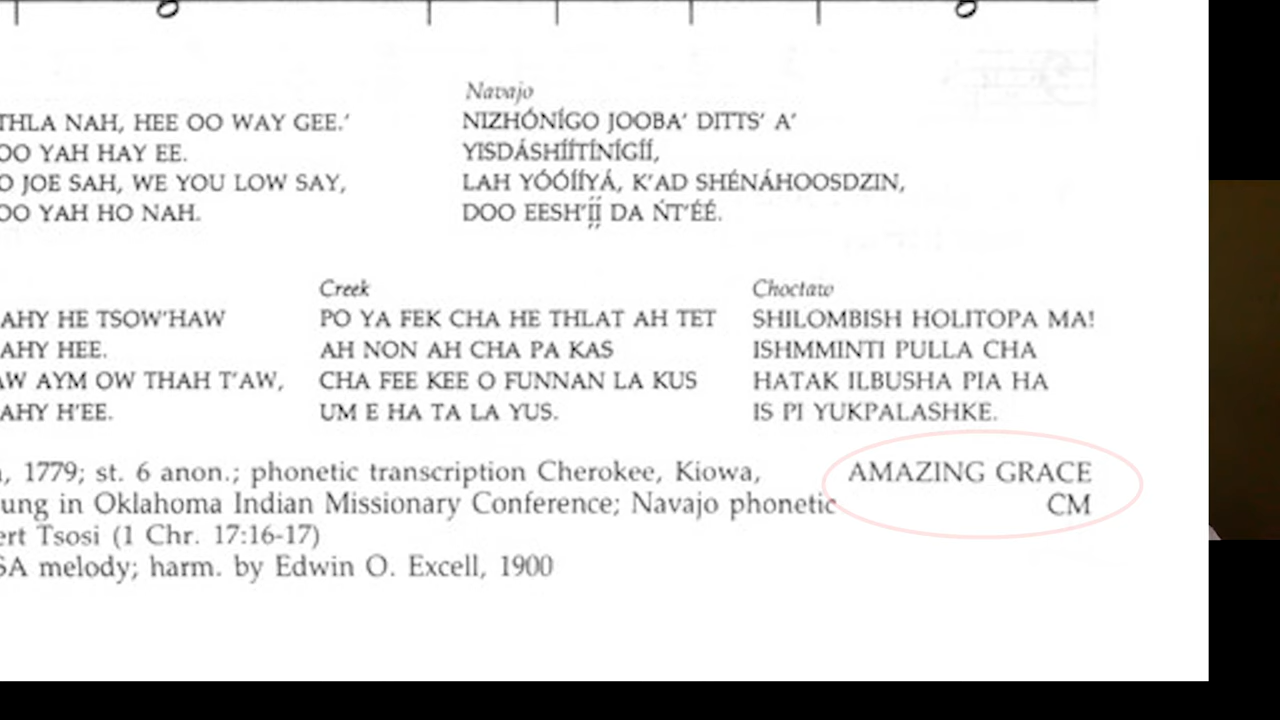 Navajo
THLA NAH, HEE OO WAY GEE.' NIZHÓNÍGO JOOBA' DITTS' A'
OO YAH HAY EE. YISDÁSHÍÍTÍNÍGÍÍ,
O JOE SAH, WE YOU LOW SAY, LAH YÓÓÍÍYÁ, K'AD SHÉNÁHOOSDZIN,
OO YAH HO NAH. DOO EESH'Į́Į́ DA ŃT'ÉÉ.
Creek Choctaw
AHY HE TSOW'HAW PO YA FEK CHA HE THLAT AH TET SHILOMBISH HOLITOPA MA!
AHY HEE. AH NON AH CHA PA KAS ISHMMINTI PULLA CHA
AW AYM OW THAH T'AW, CHA FEE KEE O FUNNAN LA KUS HATAK ILBUSHA PIA HA
AHY H'EE. UM E HA TA LA YUS. IS PI YUKPALASHKE.
, 1779; st. 6 anon.; phonetic transcription Cherokee, Kiowa, AMAZING GRACE
ung in Oklahoma Indian Missionary Conference; Navajo phonetic CM
ert Tsosi (1 Chr. 17:16-17)
SA melody; harm. by Edwin O. Excell, 1900